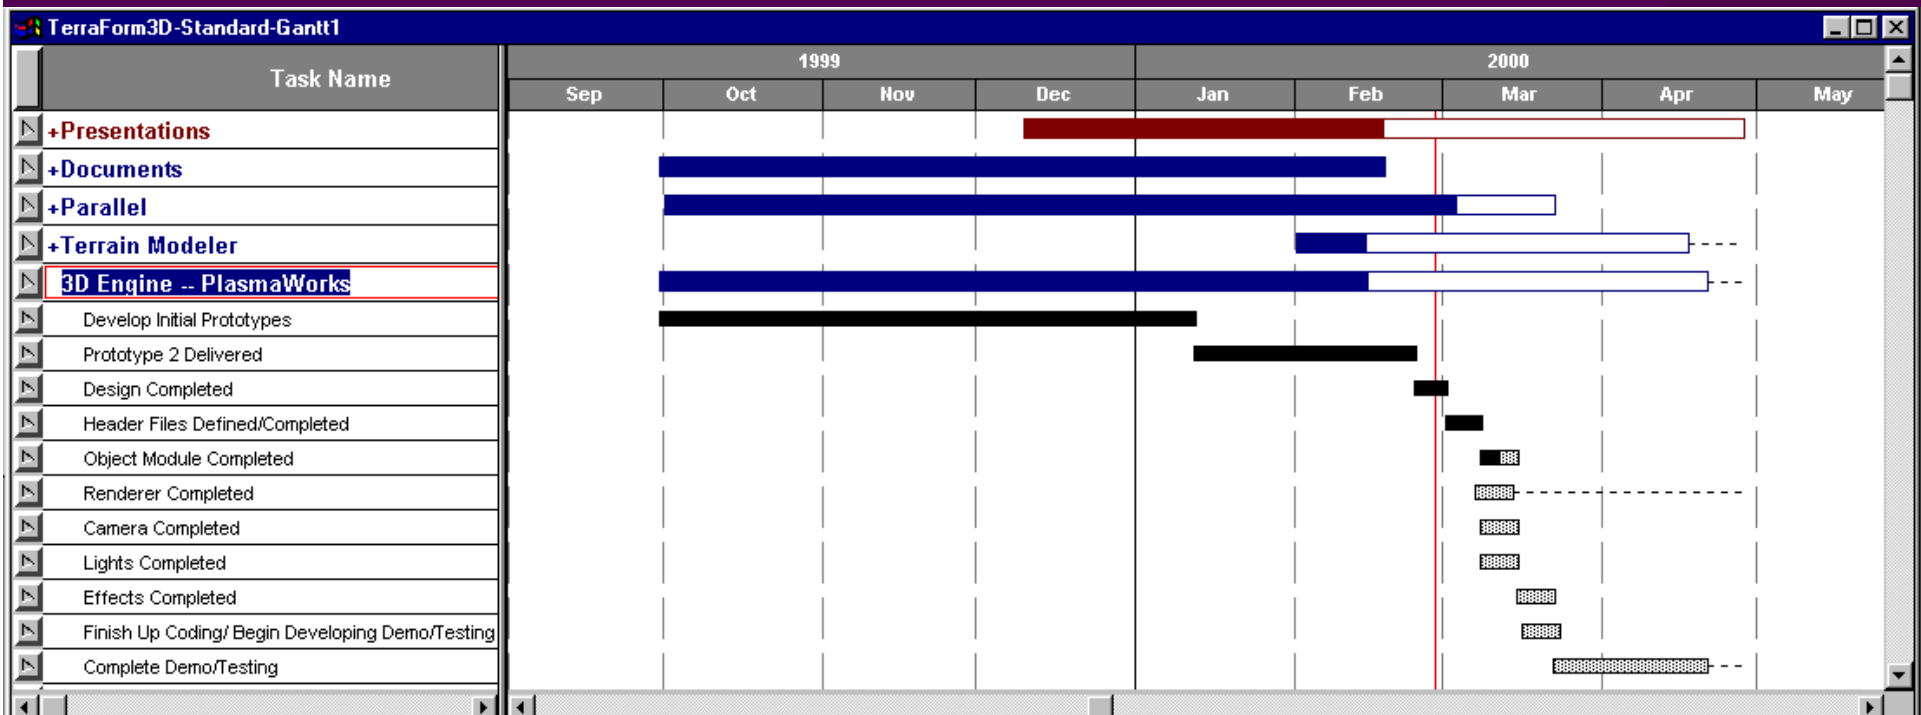 TerraForm3D-Standard-Gantt1
Task Name
1999 2000
Sep Oct Nov Dec Jan Feb Mar Apr May
+Presentations
+Documents
+Parallel
+Terrain Modeler
3D Engine -- PlasmaWorks
Develop Initial Prototypes
Prototype 2 Delivered
Design Completed
Header Files Defined/Completed
Object Module Completed
Renderer Completed
Camera Completed
Lights Completed
Effects Completed
Finish Up Coding/ Begin Developing Demo/Testing
Complete Demo/Testing